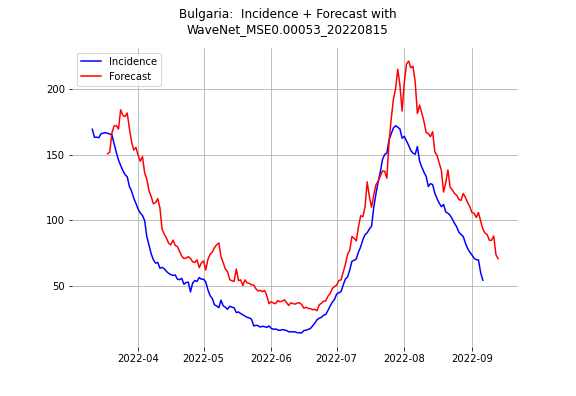 Bulgaria:  Incidence + Forecast with
WaveNet_MSE0.00053_20220815
Incidence
Forecast
200
150
100
50
2022-04 2022-05 2022-06 2022-07 2022-08 2022-09